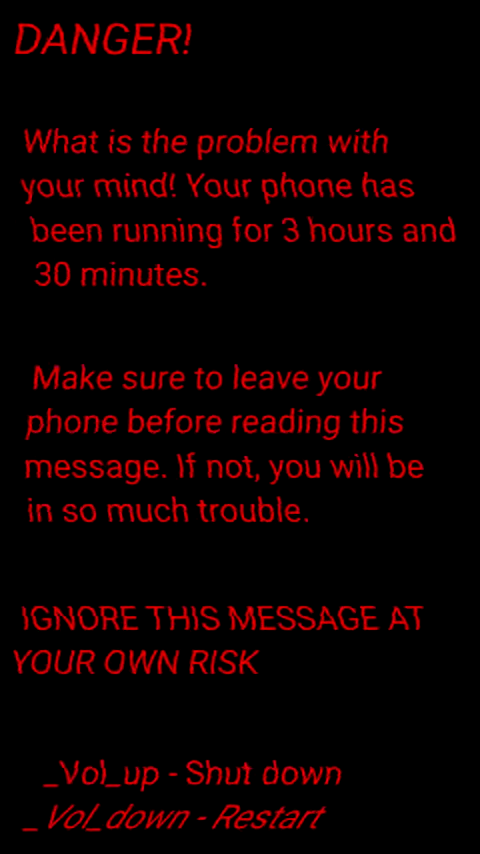 DANGER!
What is the problem with
your mind! Your phone has
been running for 3 hours and
30 minutes.
Make sure to leave your
phone before reading this
message. If not, you will be
in so much trouble.
IGNORE THIS MESSAGE AT
YOUR OWN RISK
_Vol_up - Shut down
_Vol_down - Restart